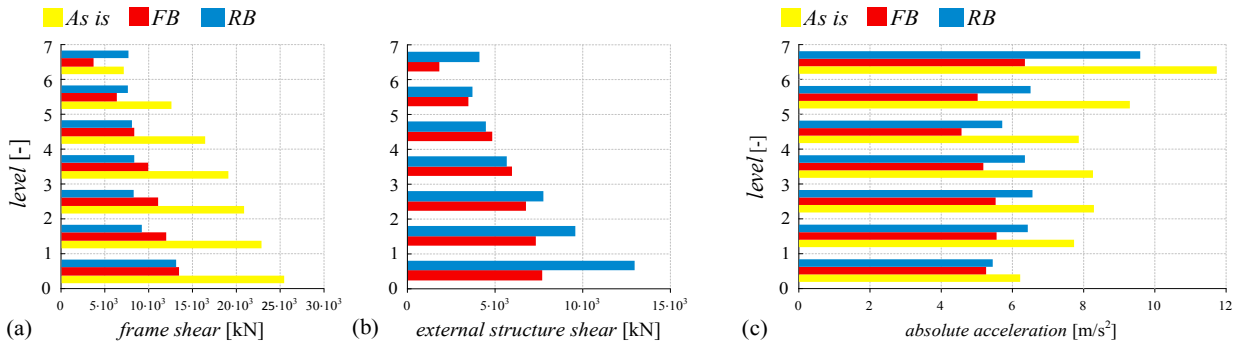 As is FB RB
As is FB RB
7
6
5
4
3
2
1
0
level [-]
0 5·10³ 10·10³ 15·10³ 20·10³ 25·10³ 30·10³
(a) frame shear [kN]
7
6
5
4
3
2
1
0
5·10³ 10·10³ 15·10³
(b) external structure shear [kN]
7
6
5
4
3
2
1
0
level [-]
0 2 4 6 8 10 12
(c) absolute acceleration [m/s²]